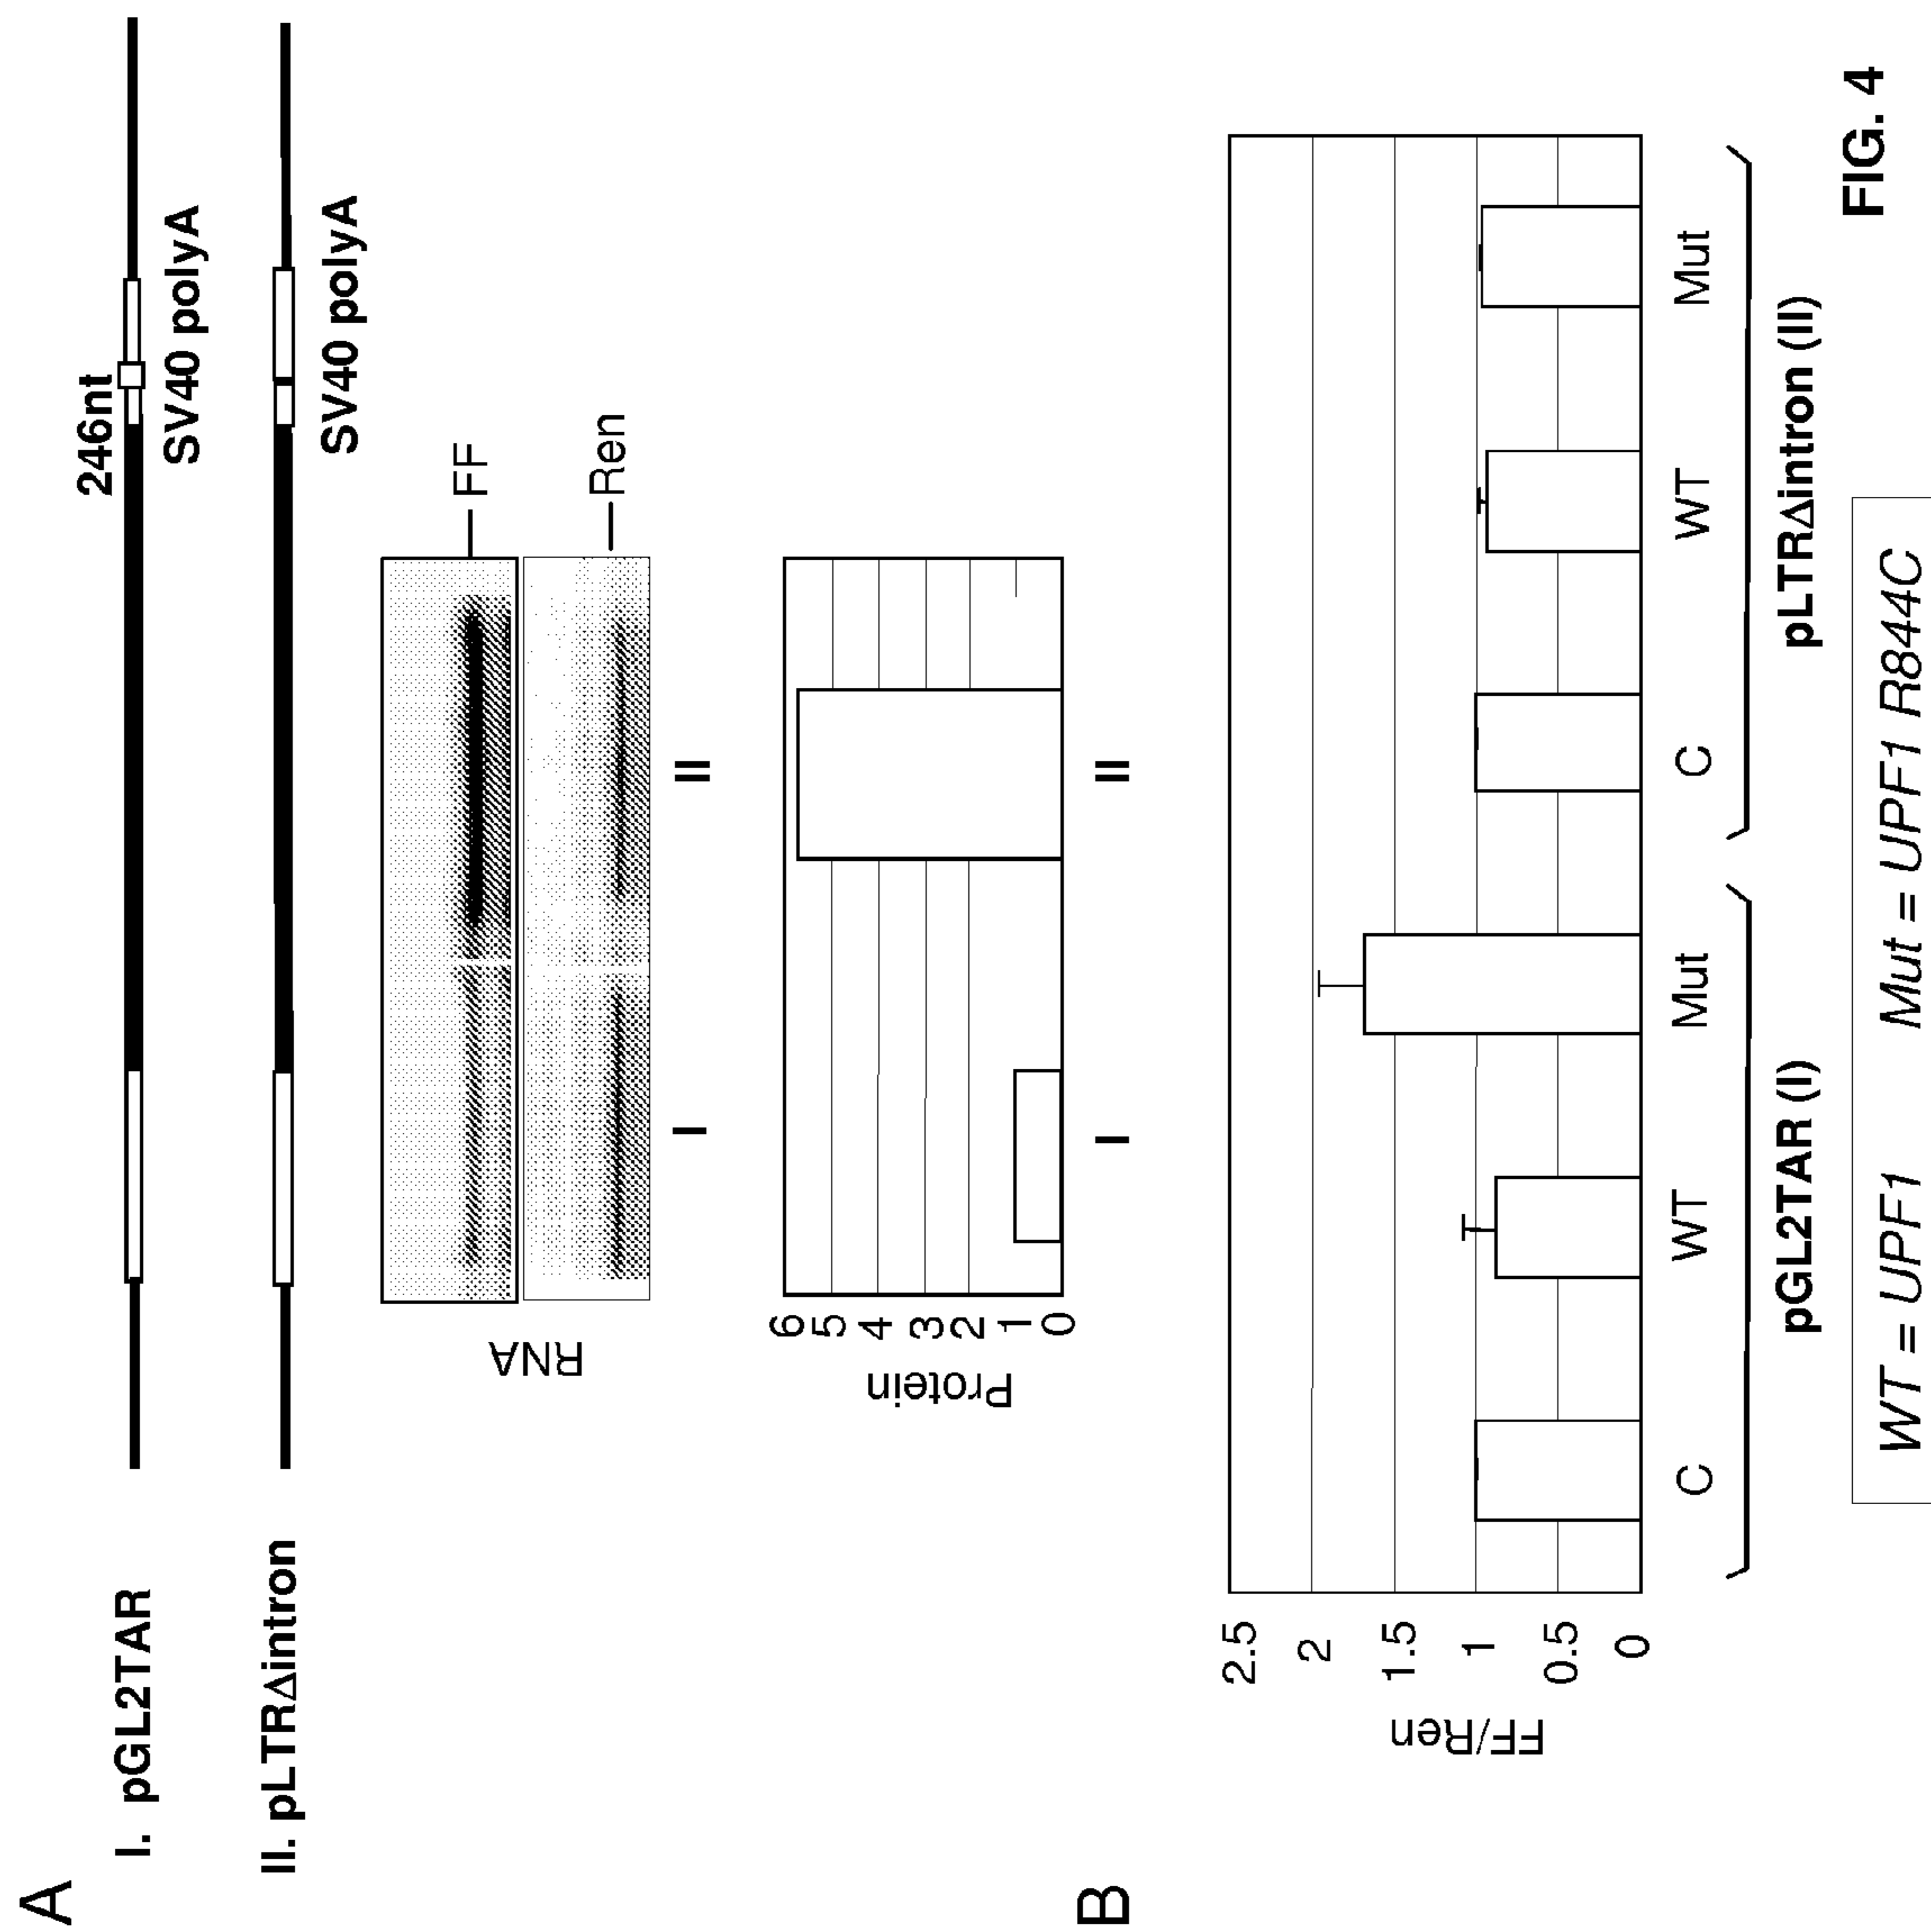 A
246nt
I. pGL2TAR
SV40 polyA
II. pLTRΔintron
SV40 polyA
RNA
FF
Ren
I II
Protein
6
5
4
3
2
1
0
I II
B
FF/Ren
2.5
2
1.5
1
0.5
0
C WT Mut C WT Mut
pGL2TAR (I) pLTRΔintron (II)
WT = UPF1 Mut = UPF1 R844C
FIG. 4